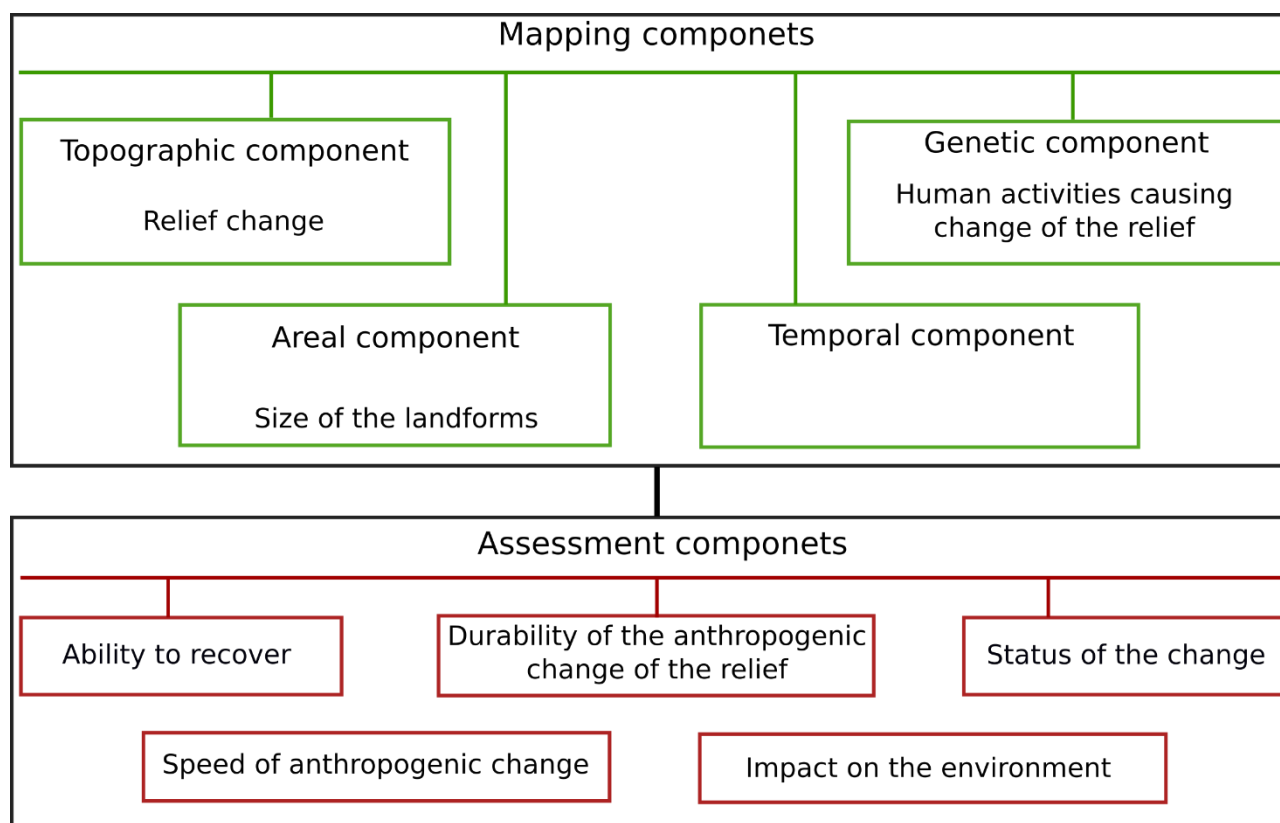 Mapping componets
Topographic component
Relief change
Genetic component
Human activities causing
change of the relief
Areal component
Size of the landforms
Temporal component
Assessment componets
Ability to recover
Durability of the anthropogenic
change of the relief
Status of the change
Speed of anthropogenic change
Impact on the environment